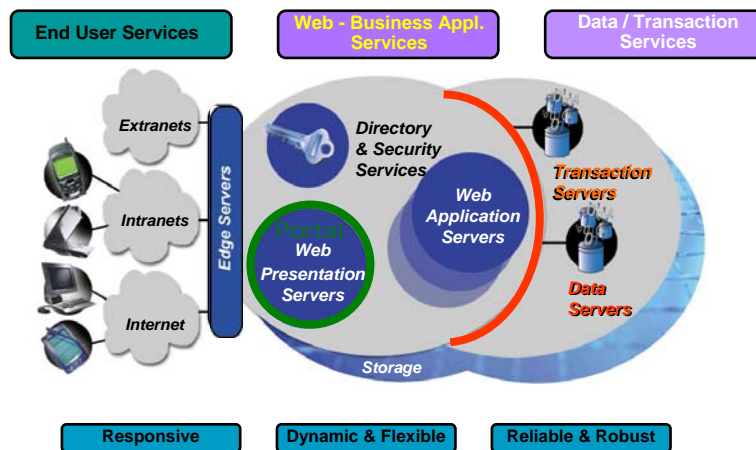 End User Services
Web - Business Appl.
Services
Data / Transaction
Services
Extranets
Intranets
Internet
Edge Servers
Directory
& Security
Services
Portal
Web
Presentation
Servers
Web
Application
Servers
Transaction
Servers
Data
Servers
Storage
Responsive
Dynamic & Flexible
Reliable & Robust